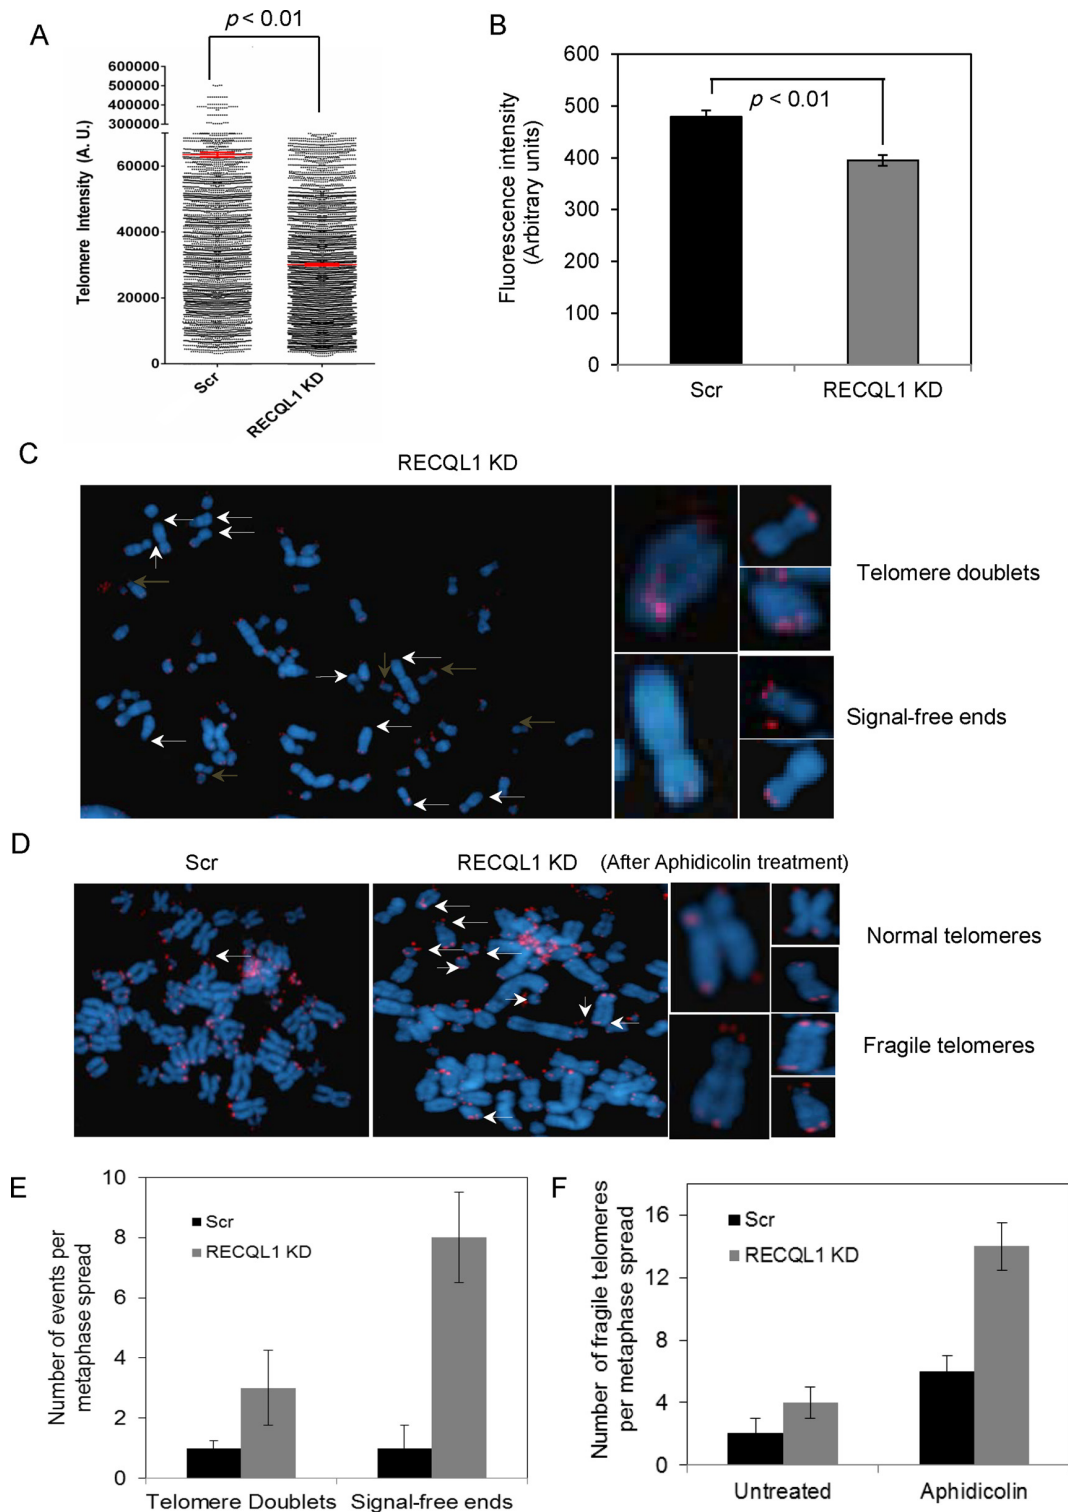 A
p < 0.01
600000
500000
400000
300000
60000
40000
20000
0
Telomere Intensity (A. U.)
Scr
RECQL1 KD
B
600
500
400
300
200
100
0
Fluorescence intensity
(Arbitrary units)
p < 0.01
Scr
RECQL1 KD
C
RECQL1 KD
Telomere doublets
Signal-free ends
D
Scr
RECQL1 KD (After Aphidicolin treatment)
Normal telomeres
Fragile telomeres
E
10
8
6
4
2
0
Number of events per
metaphase spread
Scr
RECQL1 KD
Telomere Doublets
Signal-free ends
F
16
12
8
4
0
Number of fragile telomeres
per metaphase spread
Scr
RECQL1 KD
Untreated
Aphidicolin